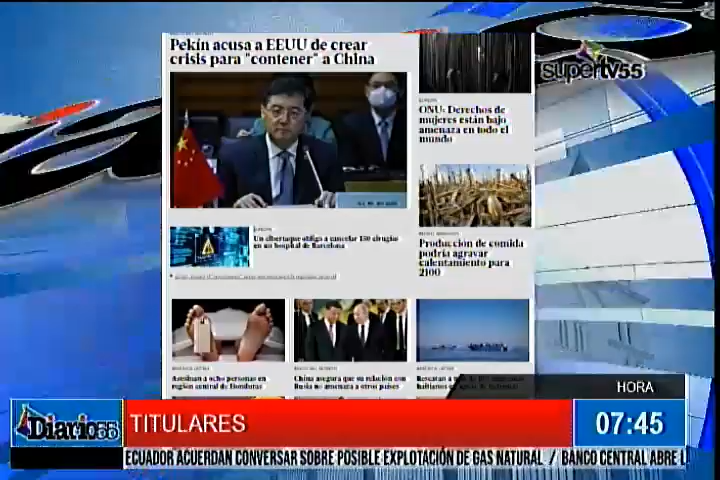 Pekín acusa a EEUU de crear
crisis para "contener" a China
supertv55
ONU: Derechos de
mujeres están bajo
amenaza en todo el
mundo
Un ciberataque obliga a cancelar 150 cirugías
en un hospital de Barcelona
Producción de comida
podría agravar
calentamiento para
2100
Asesinan a ocho personas en
región central de Honduras
China asegura que su relación con
Rusia no amenaza a otros países
Rescatan a
haitianos
HORA
Diario55
TITULARES
07:45
ECUADOR ACUERDAN CONVERSAR SOBRE POSIBLE EXPLOTACIÓN DE GAS NATURAL / BANCO CENTRAL ABRE L